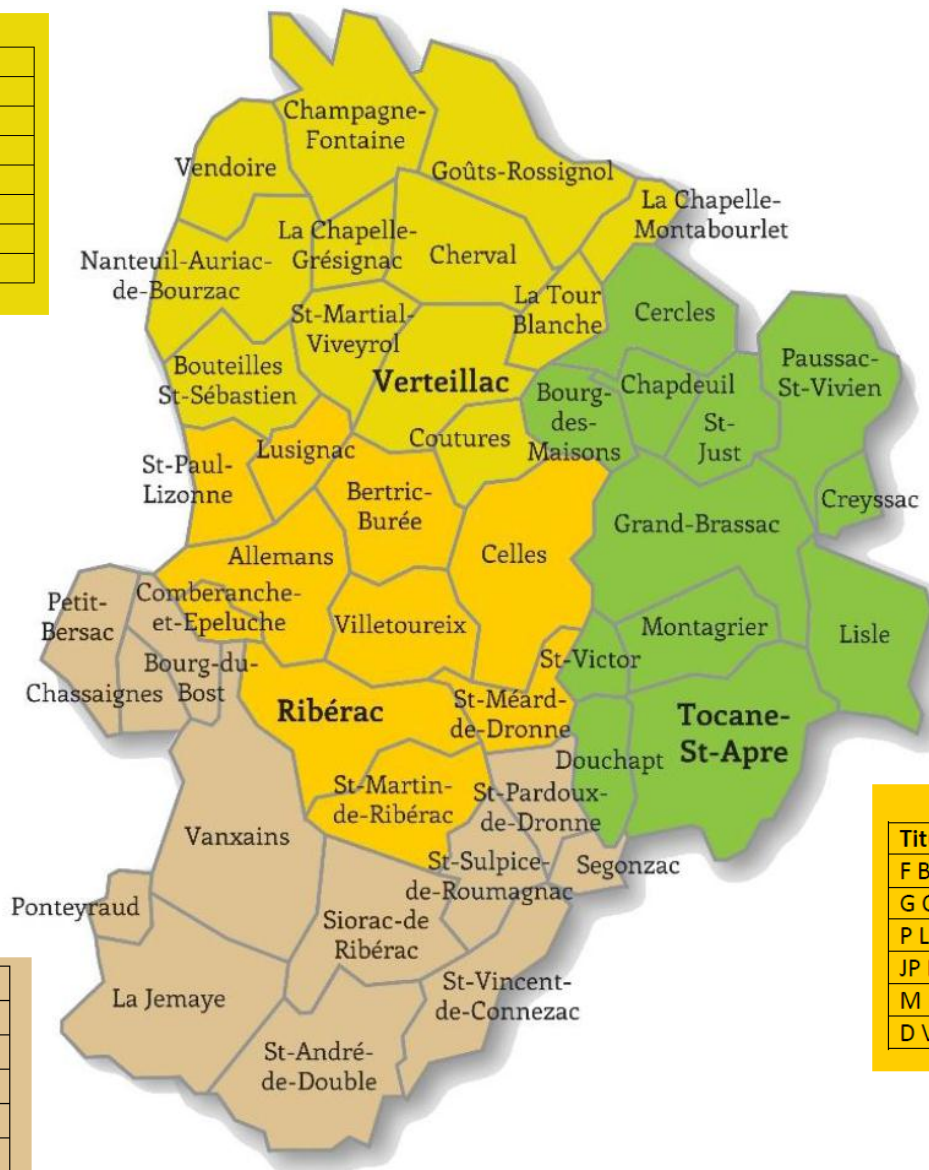 Champagne-
Fontaine
Vendoire
Goûts-Rossignol
La Chapelle-
Montabourlet
La Chapelle-
Grésignac
Cherval
Nanteuil-Auriac-
de-Bourzac
La Tour
Blanche
Cercles
St-Martial-
Viveyrol
Bouteilles
St-Sébastien
Verteillac
Bourg-
des-
Maisons
Chapdeuil
Paussac-
St-Vivien
St-
Just
Coutures
Lusignac
St-Paul-
Lizonne
Bertric-
Burée
Creyssac
Grand-Brassac
Celles
Allemans
Comberanche-
et-Epeluche
Villetoureix
Petit-
Bersac
Montagrier
Lisle
St-Victor
Bourg-du-
Bost
Chassaignes
Ribérac
St-Méard-
de-Dronne
Tocane-
St-Apre
Douchapt
St-Martin-
de-Ribérac
St-Pardoux-
de-Dronne
Vanxains
St-Sulpice-
de-Roumagnac
Segonzac
Ponteyraud
Siorac-de
Ribérac
La Jemaye
St-Vincent-
de-Connezac
St-André-
de-Double
Tit
F B
P L
JP
M
D V